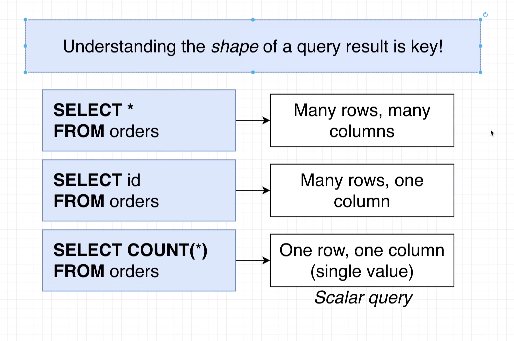 Understanding the shape of a query result is key!
SELECT *
FROM orders
Many rows, many
columns
SELECT id
FROM orders
Many rows, one
column
SELECT COUNT(*)
FROM orders
One row, one column
(single value)
Scalar query